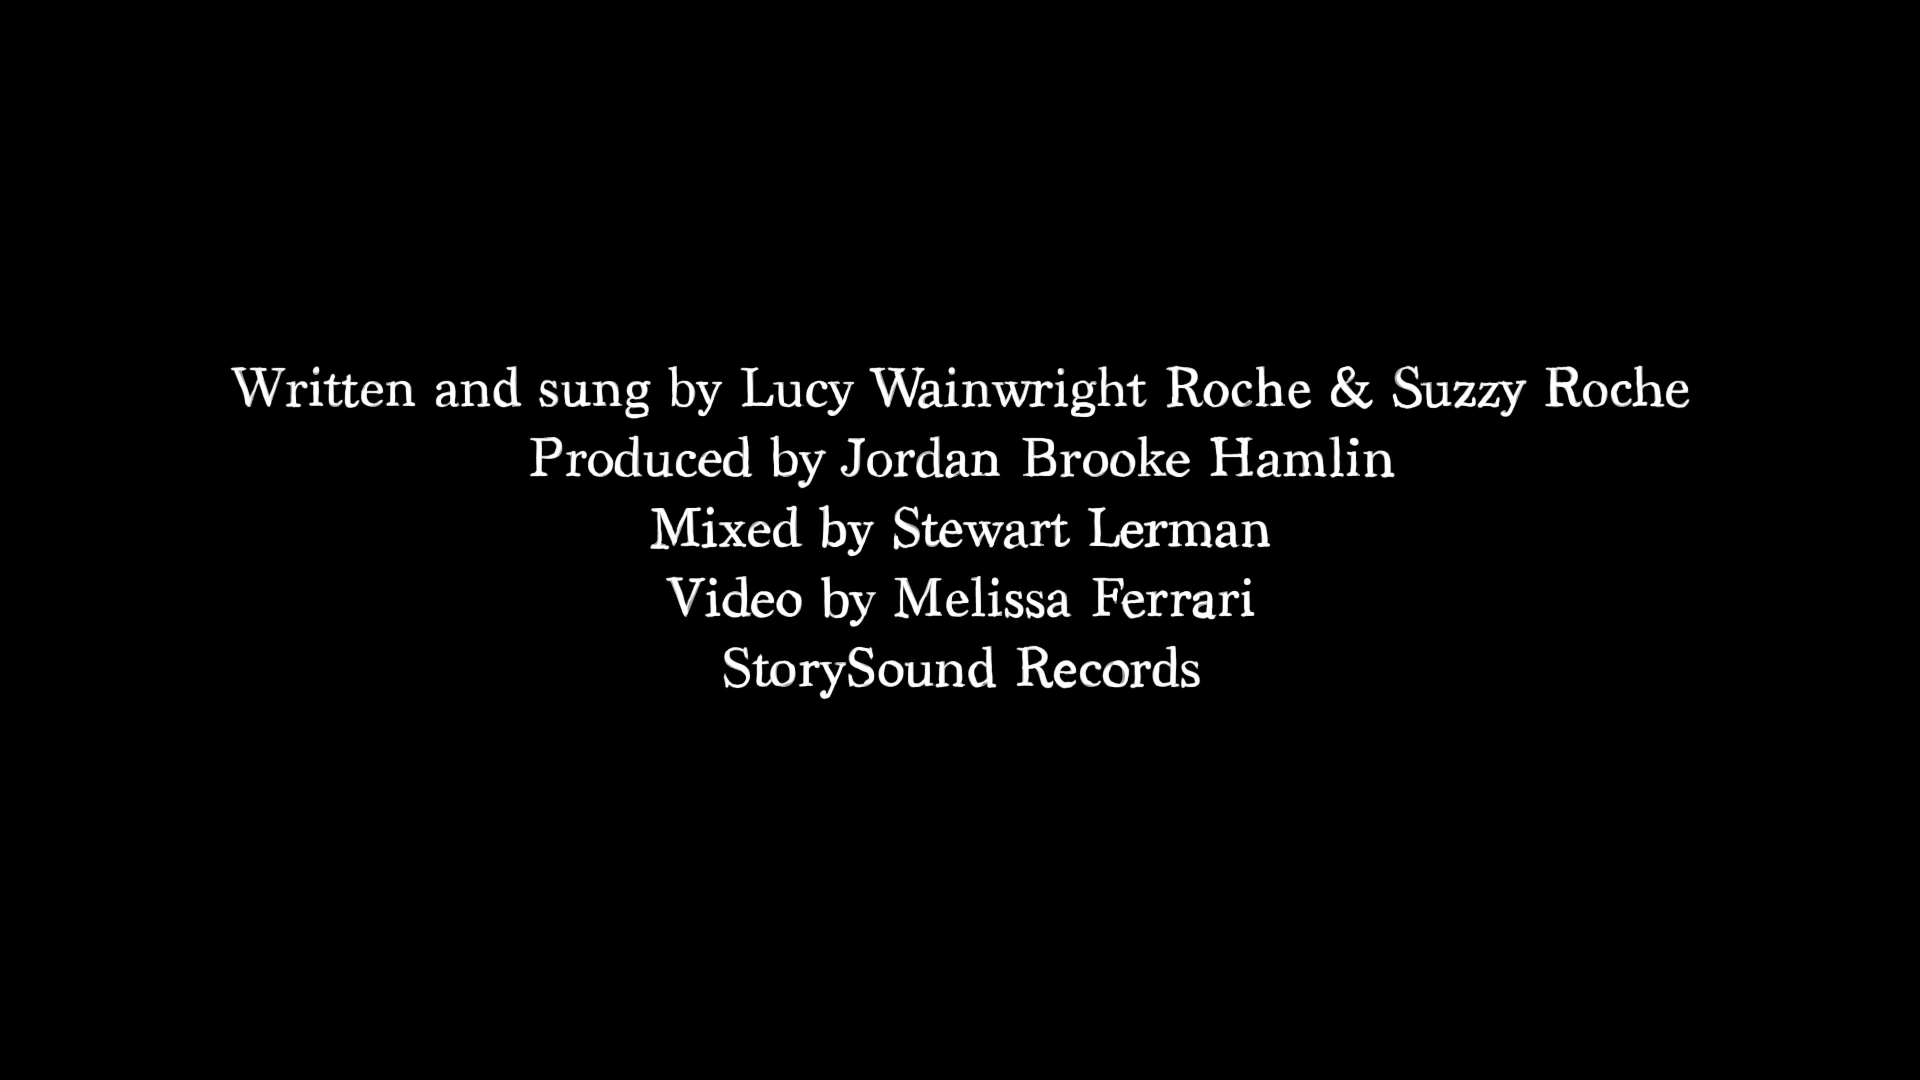 Written and sung by Lucy Wainwright Roche & Suzzy Roche
Produced by Jordan Brooke Hamlin
Mixed by Stewart Lerman
Video by Melissa Ferrari
StorySound Records